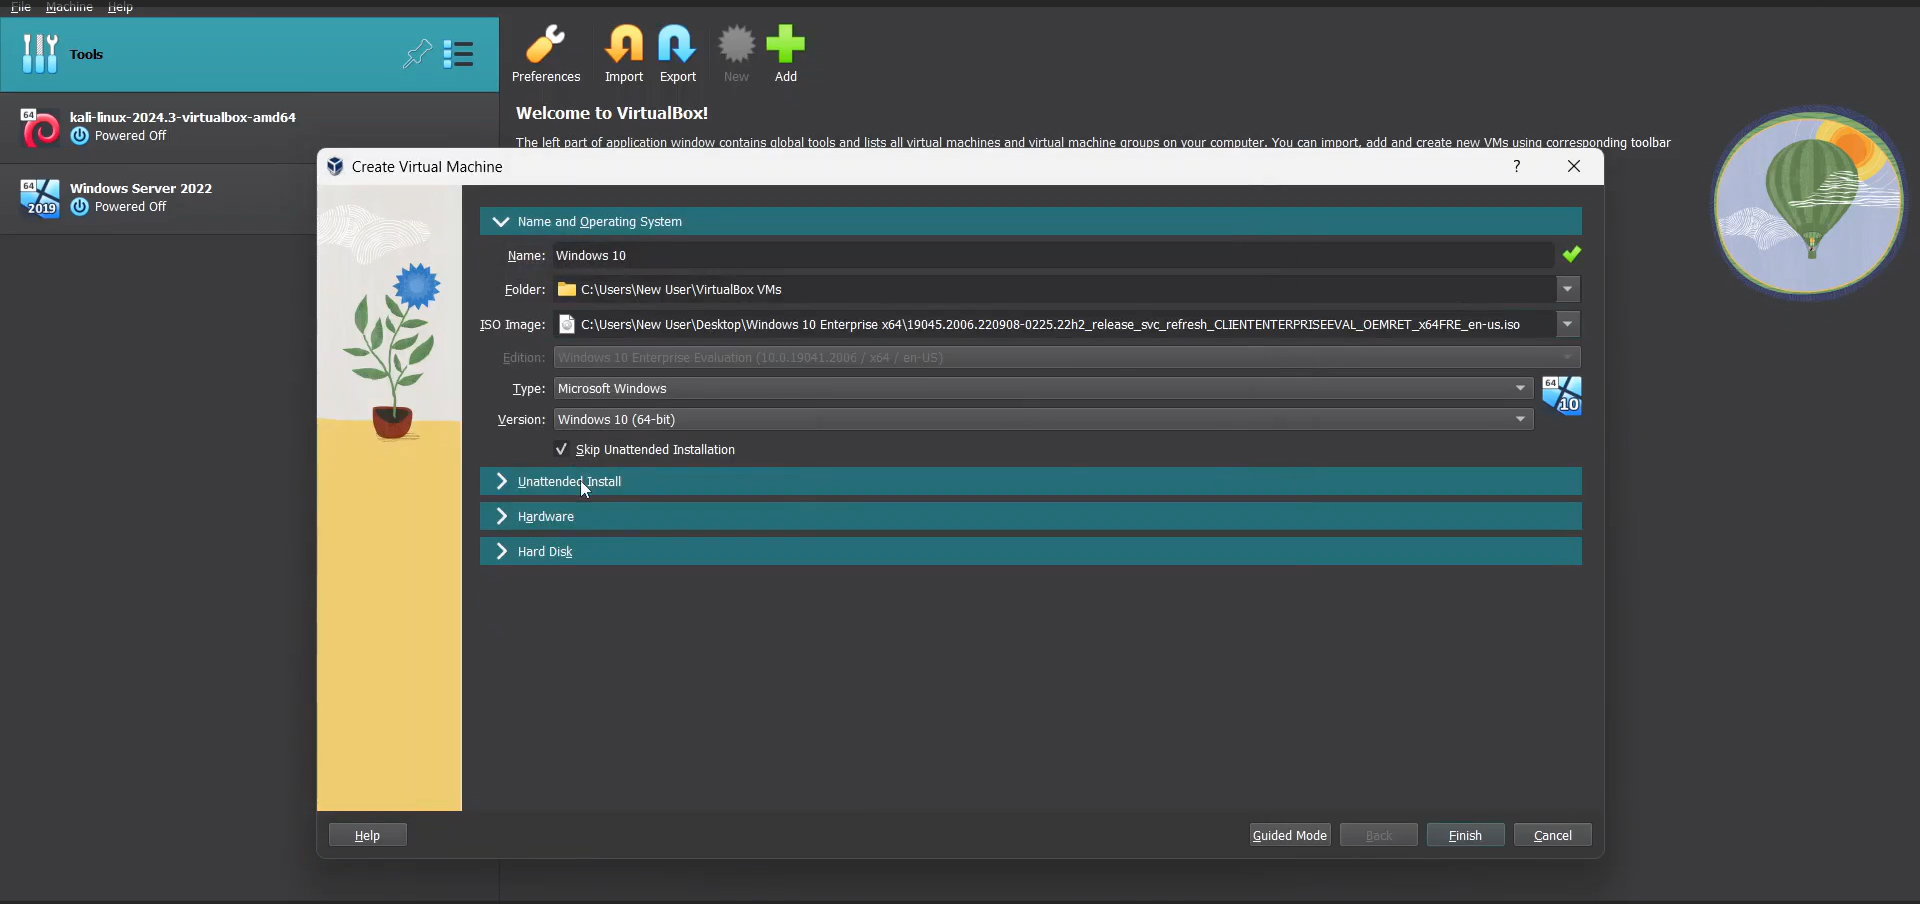 File Machine Help
Tools
Preferences Import Export New Add
64
kali-linux-2024.3-virtualbox-amd64
Powered Off
64
2019
Windows Server 2022
Powered Off
Welcome to VirtualBox!
The left part of application window contains global tools and lists all virtual machines and virtual machine groups on your computer. You can import, add and create new VMs using corresponding toolbar
Create Virtual Machine ?
Name and Operating System
Name: Windows 10
Folder: C:\Users\New User\VirtualBox VMs
ISO Image: C:\Users\New User\Desktop\Windows 10 Enterprise x64\19045.2006.220908-0225.22h2_release_svc_refresh_CLIENTENTERPRISEEVAL_OEMRET_x64FRE_en-us.iso
Edition: Windows 10 Enterprise Evaluation (10.0.19041.2006 / x64 / en-US)
Type: Microsoft Windows
64
10
Version: Windows 10 (64-bit)
Skip Unattended Installation
Unattended Install
Hardware
Hard Disk
Help Guided Mode Back Finish Cancel